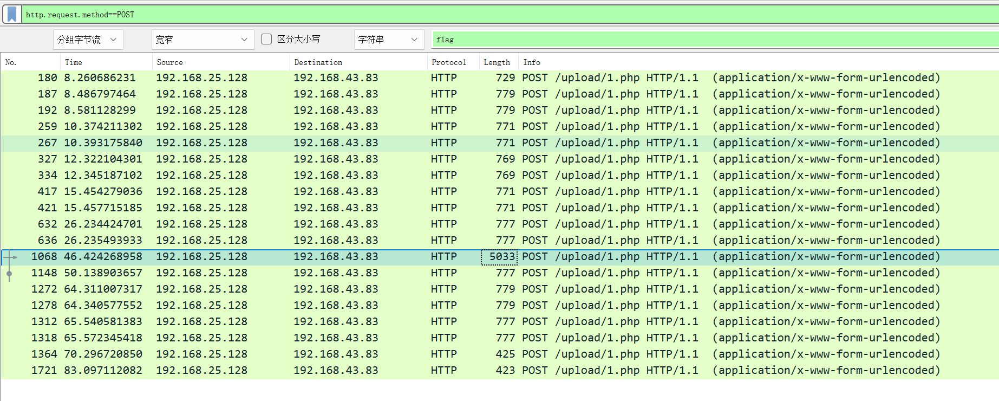 http.request.method==POST
分组字节流 宽窄 区分大小写 字符串 flag
No. Time Source Destination Protocol Length Info
180 8.260686231 192.168.25.128 192.168.43.83 HTTP 729 POST /upload/1.php HTTP/1.1 (application/x-www-form-urlencoded)
187 8.486797464 192.168.25.128 192.168.43.83 HTTP 779 POST /upload/1.php HTTP/1.1 (application/x-www-form-urlencoded)
192 8.581128299 192.168.25.128 192.168.43.83 HTTP 779 POST /upload/1.php HTTP/1.1 (application/x-www-form-urlencoded)
259 10.374211302 192.168.25.128 192.168.43.83 HTTP 771 POST /upload/1.php HTTP/1.1 (application/x-www-form-urlencoded)
267 10.393175840 192.168.25.128 192.168.43.83 HTTP 771 POST /upload/1.php HTTP/1.1 (application/x-www-form-urlencoded)
327 12.322104301 192.168.25.128 192.168.43.83 HTTP 769 POST /upload/1.php HTTP/1.1 (application/x-www-form-urlencoded)
334 12.345187102 192.168.25.128 192.168.43.83 HTTP 769 POST /upload/1.php HTTP/1.1 (application/x-www-form-urlencoded)
417 15.454279036 192.168.25.128 192.168.43.83 HTTP 771 POST /upload/1.php HTTP/1.1 (application/x-www-form-urlencoded)
421 15.457715185 192.168.25.128 192.168.43.83 HTTP 771 POST /upload/1.php HTTP/1.1 (application/x-www-form-urlencoded)
632 26.234424701 192.168.25.128 192.168.43.83 HTTP 777 POST /upload/1.php HTTP/1.1 (application/x-www-form-urlencoded)
636 26.235493933 192.168.25.128 192.168.43.83 HTTP 777 POST /upload/1.php HTTP/1.1 (application/x-www-form-urlencoded)
1068 46.424268958 192.168.25.128 192.168.43.83 HTTP 5033 POST /upload/1.php HTTP/1.1 (application/x-www-form-urlencoded)
1148 50.138903657 192.168.25.128 192.168.43.83 HTTP 777 POST /upload/1.php HTTP/1.1 (application/x-www-form-urlencoded)
1272 64.311007317 192.168.25.128 192.168.43.83 HTTP 779 POST /upload/1.php HTTP/1.1 (application/x-www-form-urlencoded)
1278 64.340577552 192.168.25.128 192.168.43.83 HTTP 779 POST /upload/1.php HTTP/1.1 (application/x-www-form-urlencoded)
1312 65.540581383 192.168.25.128 192.168.43.83 HTTP 777 POST /upload/1.php HTTP/1.1 (application/x-www-form-urlencoded)
1318 65.572345418 192.168.25.128 192.168.43.83 HTTP 777 POST /upload/1.php HTTP/1.1 (application/x-www-form-urlencoded)
1364 70.296720850 192.168.25.128 192.168.43.83 HTTP 425 POST /upload/1.php HTTP/1.1 (application/x-www-form-urlencoded)
1721 83.097112082 192.168.25.128 192.168.43.83 HTTP 423 POST /upload/1.php HTTP/1.1 (application/x-www-form-urlencoded)